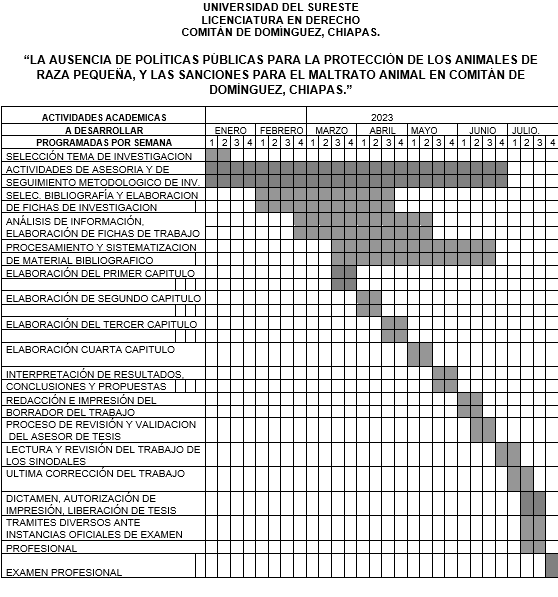 UNIVERSIDAD DEL SURESTE
LICENCIATURA EN DERECHO
COMITÁN DE DOMÍNGUEZ, CHIAPAS.
“LA AUSENCIA DE POLÍTICAS PÚBLICAS PARA LA PROTECCIÓN DE LOS ANIMALES DE
RAZA PEQUEÑA, Y LAS SANCIONES PARA EL MALTRATO ANIMAL EN COMITÁN DE
DOMÍNGUEZ, CHIAPAS.”
ACTIVIDADES ACADEMICAS 2023
A DESARROLLAR ENERO FEBRERO MARZO ABRIL MAYO JUNIO JULIO.
PROGRAMADAS POR SEMANA 1 2 3 4 1 2 3 4 1 2 3 4 1 2 3 4 1 2 3 4 1 2 3 4 1 2 3 4
SELECCIÓN TEMA DE INVESTIGACION
ACTIVIDADES DE ASESORIA Y DE
SEGUIMIENTO METODOLOGICO DE INV.
SELEC. BIBLIOGRAFÍA Y ELABORACION
DE FICHAS DE INVESTIGACION
ANÁLISIS DE INFORMACIÓN,
ELABORACIÓN DE FICHAS DE TRABAJO
PROCESAMIENTO Y SISTEMATIZACION
DE MATERIAL BIBLIOGRAFICO
ELABORACIÓN DEL PRIMER CAPITULO
ELABORACIÓN DE SEGUNDO CAPITULO
ELABORACIÓN DEL TERCER CAPITULO
ELABORACIÓN CUARTA CAPITULO
INTERPRETACIÓN DE RESULTADOS,
CONCLUSIONES Y PROPUESTAS
REDACCIÓN E IMPRESIÓN DEL
BORRADOR DEL TRABAJO
PROCESO DE REVISIÓN Y VALIDACION
DEL ASESOR DE TESIS
LECTURA Y REVISIÓN DEL TRABAJO DE
LOS SINODALES
ULTIMA CORRECCIÓN DEL TRABAJO
DICTAMEN, AUTORIZACIÓN DE
IMPRESIÓN, LIBERACIÓN DE TESIS
TRAMITES DIVERSOS ANTE
INSTANCIAS OFICIALES DE EXAMEN
PROFESIONAL
EXAMEN PROFESIONAL